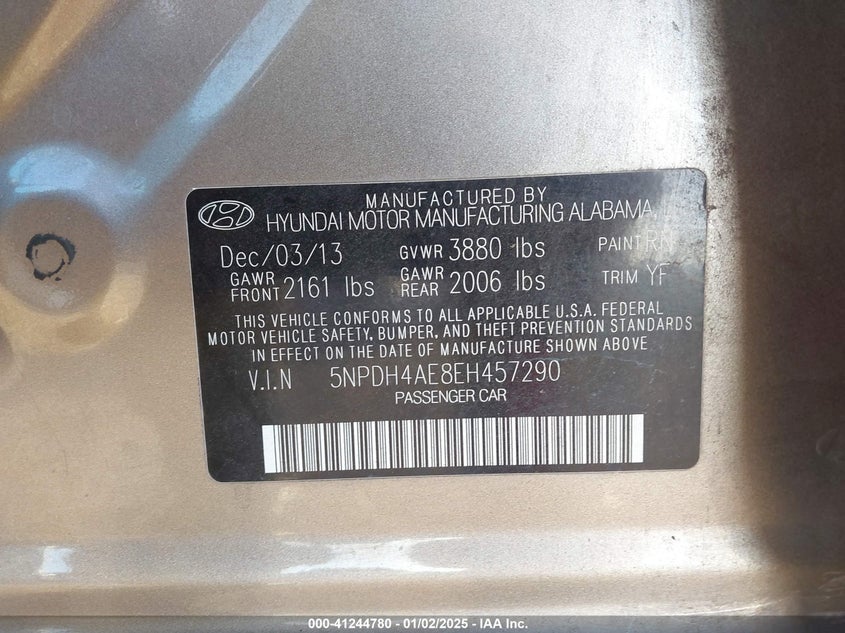 MANUFACTURED BY
HYUNDAI MOTOR MANUFACTURING ALABAMA,
Dec/03/13 GVWR 3880 lbs PAINT RN
GAWR FRONT 2161 lbs GAWR REAR 2006 lbs TRIM YF
THIS VEHICLE CONFORMS TO ALL APPLICABLE U.S.A. FEDERAL
MOTOR VEHICLE SAFETY, BUMPER, AND THEFT PREVENTION STANDARDS
IN EFFECT ON THE DATE OF MANUFACTURE SHOWN ABOVE
V.I.N 5NPDH4AE8EH457290
PASSENGER CAR
000-41244780 - 01/02/2025 - IAA Inc.